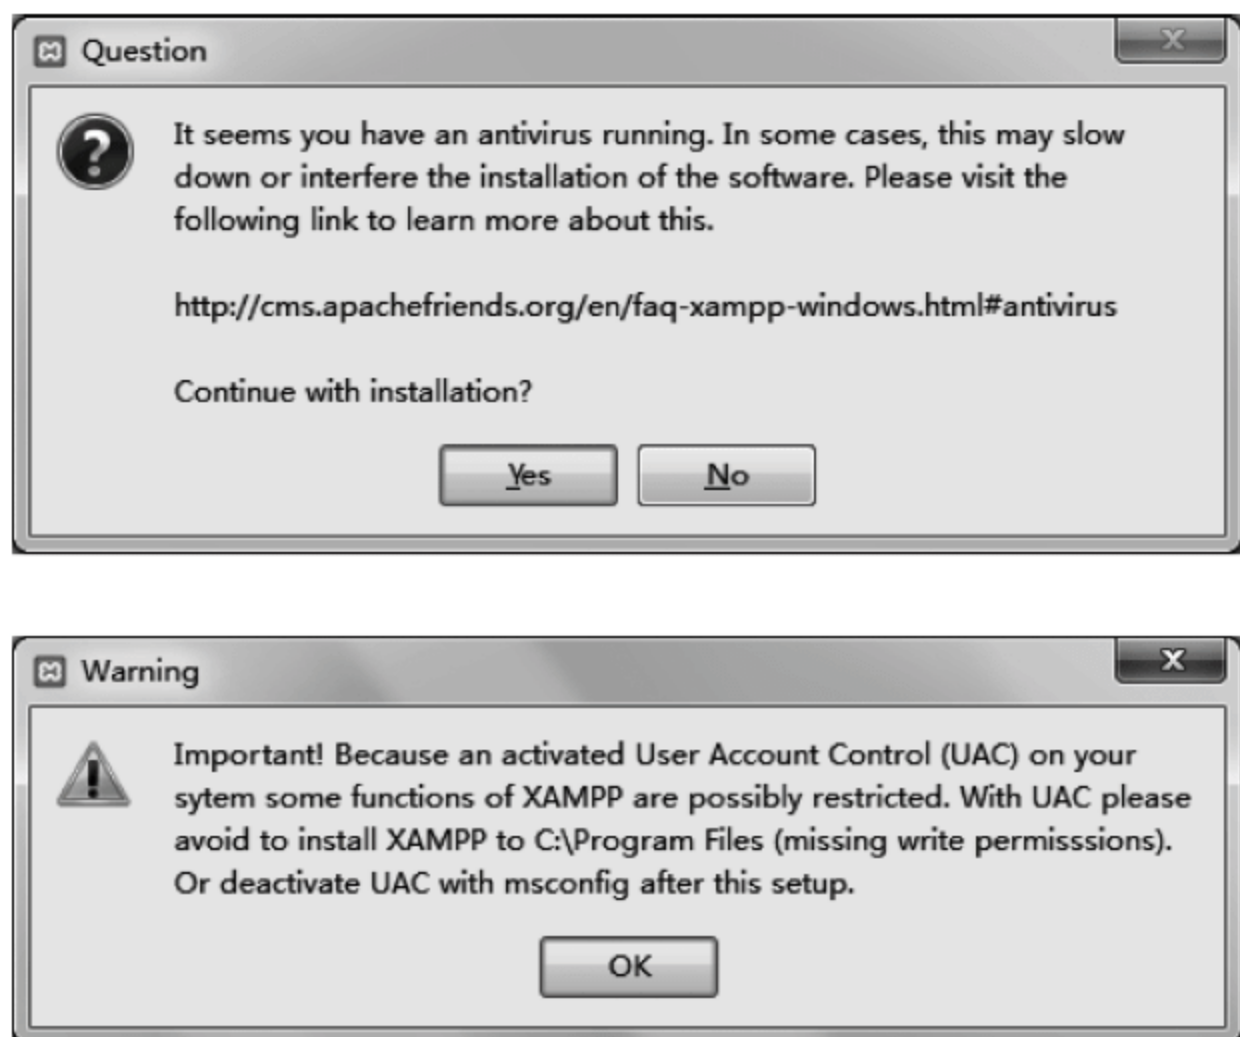 Question
It seems you have an antivirus running. In some cases, this may slow
down or interfere the installation of the software. Please visit the
following link to learn more about this.
http://cms.apachefriends.org/en/faq-xampp-windows.html#antivirus
Continue with installation?
Yes No
Warning
Important! Because an activated User Account Control (UAC) on your
sytem some functions of XAMPP are possibly restricted. With UAC please
avoid to install XAMPP to C:\Program Files (missing write permisssions).
Or deactivate UAC with msconfig after this setup.
OK